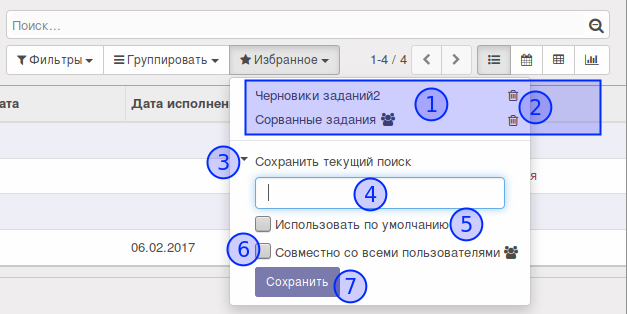 Поиск...
Фильтры Группировать Избранное 1-4 / 4
Черновики заданий2 1 2
ата Дата исполнен
Сорванные задания
3 Сохранить текущий поиск
я
4
Использовать по умолчанию 5
06.02.2017 6 Совместно со всеми пользователями
Сохранить 7